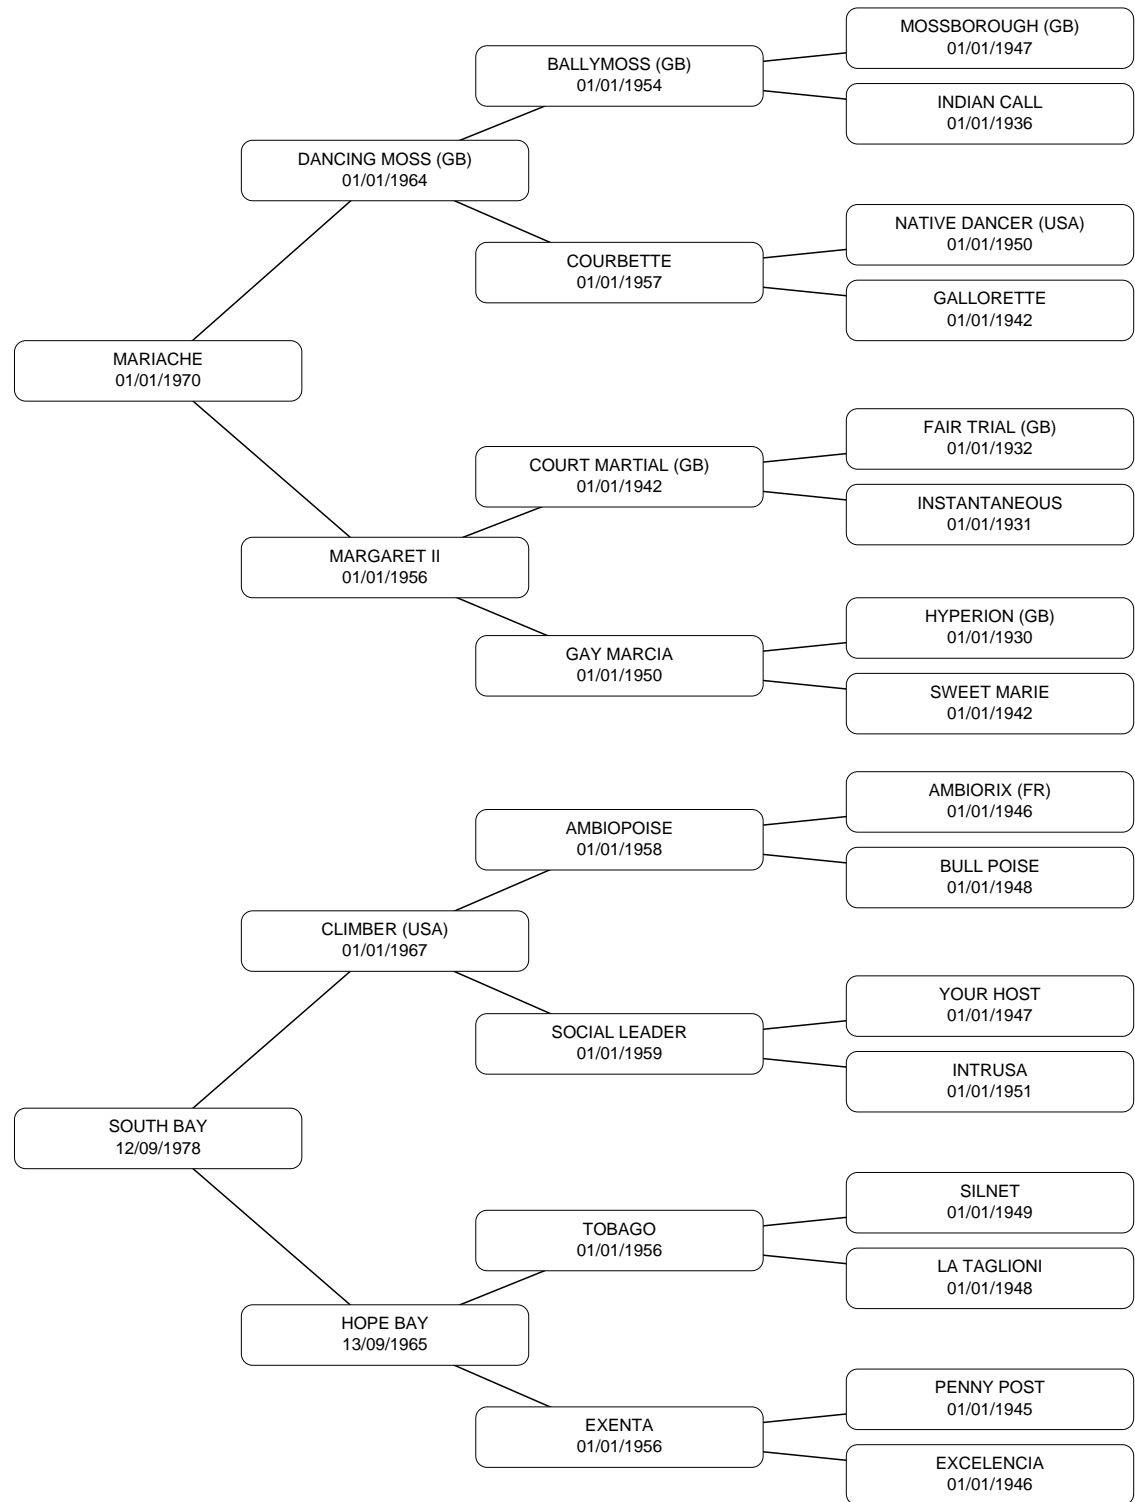 MOSSBOROUGH (GB)
01/01/1947
BALLYMOSS (GB)
01/01/1954
INDIAN CALL
01/01/1936
DANCING MOSS (GB)
01/01/1964
NATIVE DANCER (USA)
01/01/1950
COURBETTE
01/01/1957
GALLORETTE
01/01/1942
MARIACHE
01/01/1970
FAIR TRIAL (GB)
01/01/1932
COURT MARTIAL (GB)
01/01/1942
INSTANTANEOUS
01/01/1931
MARGARET II
01/01/1956
HYPERION (GB)
01/01/1930
GAY MARCIA
01/01/1950
SWEET MARIE
01/01/1942
AMBIORIX (FR)
01/01/1946
AMBIOPOISE
01/01/1958
BULL POISE
01/01/1948
CLIMBER (USA)
01/01/1967
YOUR HOST
01/01/1947
SOCIAL LEADER
01/01/1959
INTRUSA
01/01/1951
SOUTH BAY
12/09/1978
SILNET
01/01/1949
TOBAGO
01/01/1956
LA TAGLIONI
01/01/1948
HOPE BAY
13/09/1965
PENNY POST
01/01/1945
EXENTA
01/01/1956
EXCELENCIA
01/01/1946